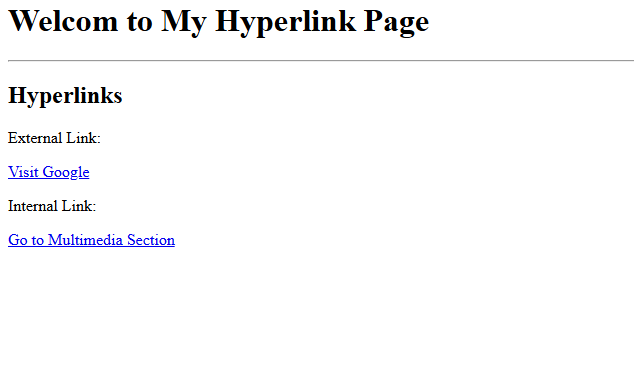 Welcom to My Hyperlink Page
Hyperlinks
External Link:
Visit Google
Internal Link:
Go to Multimedia Section